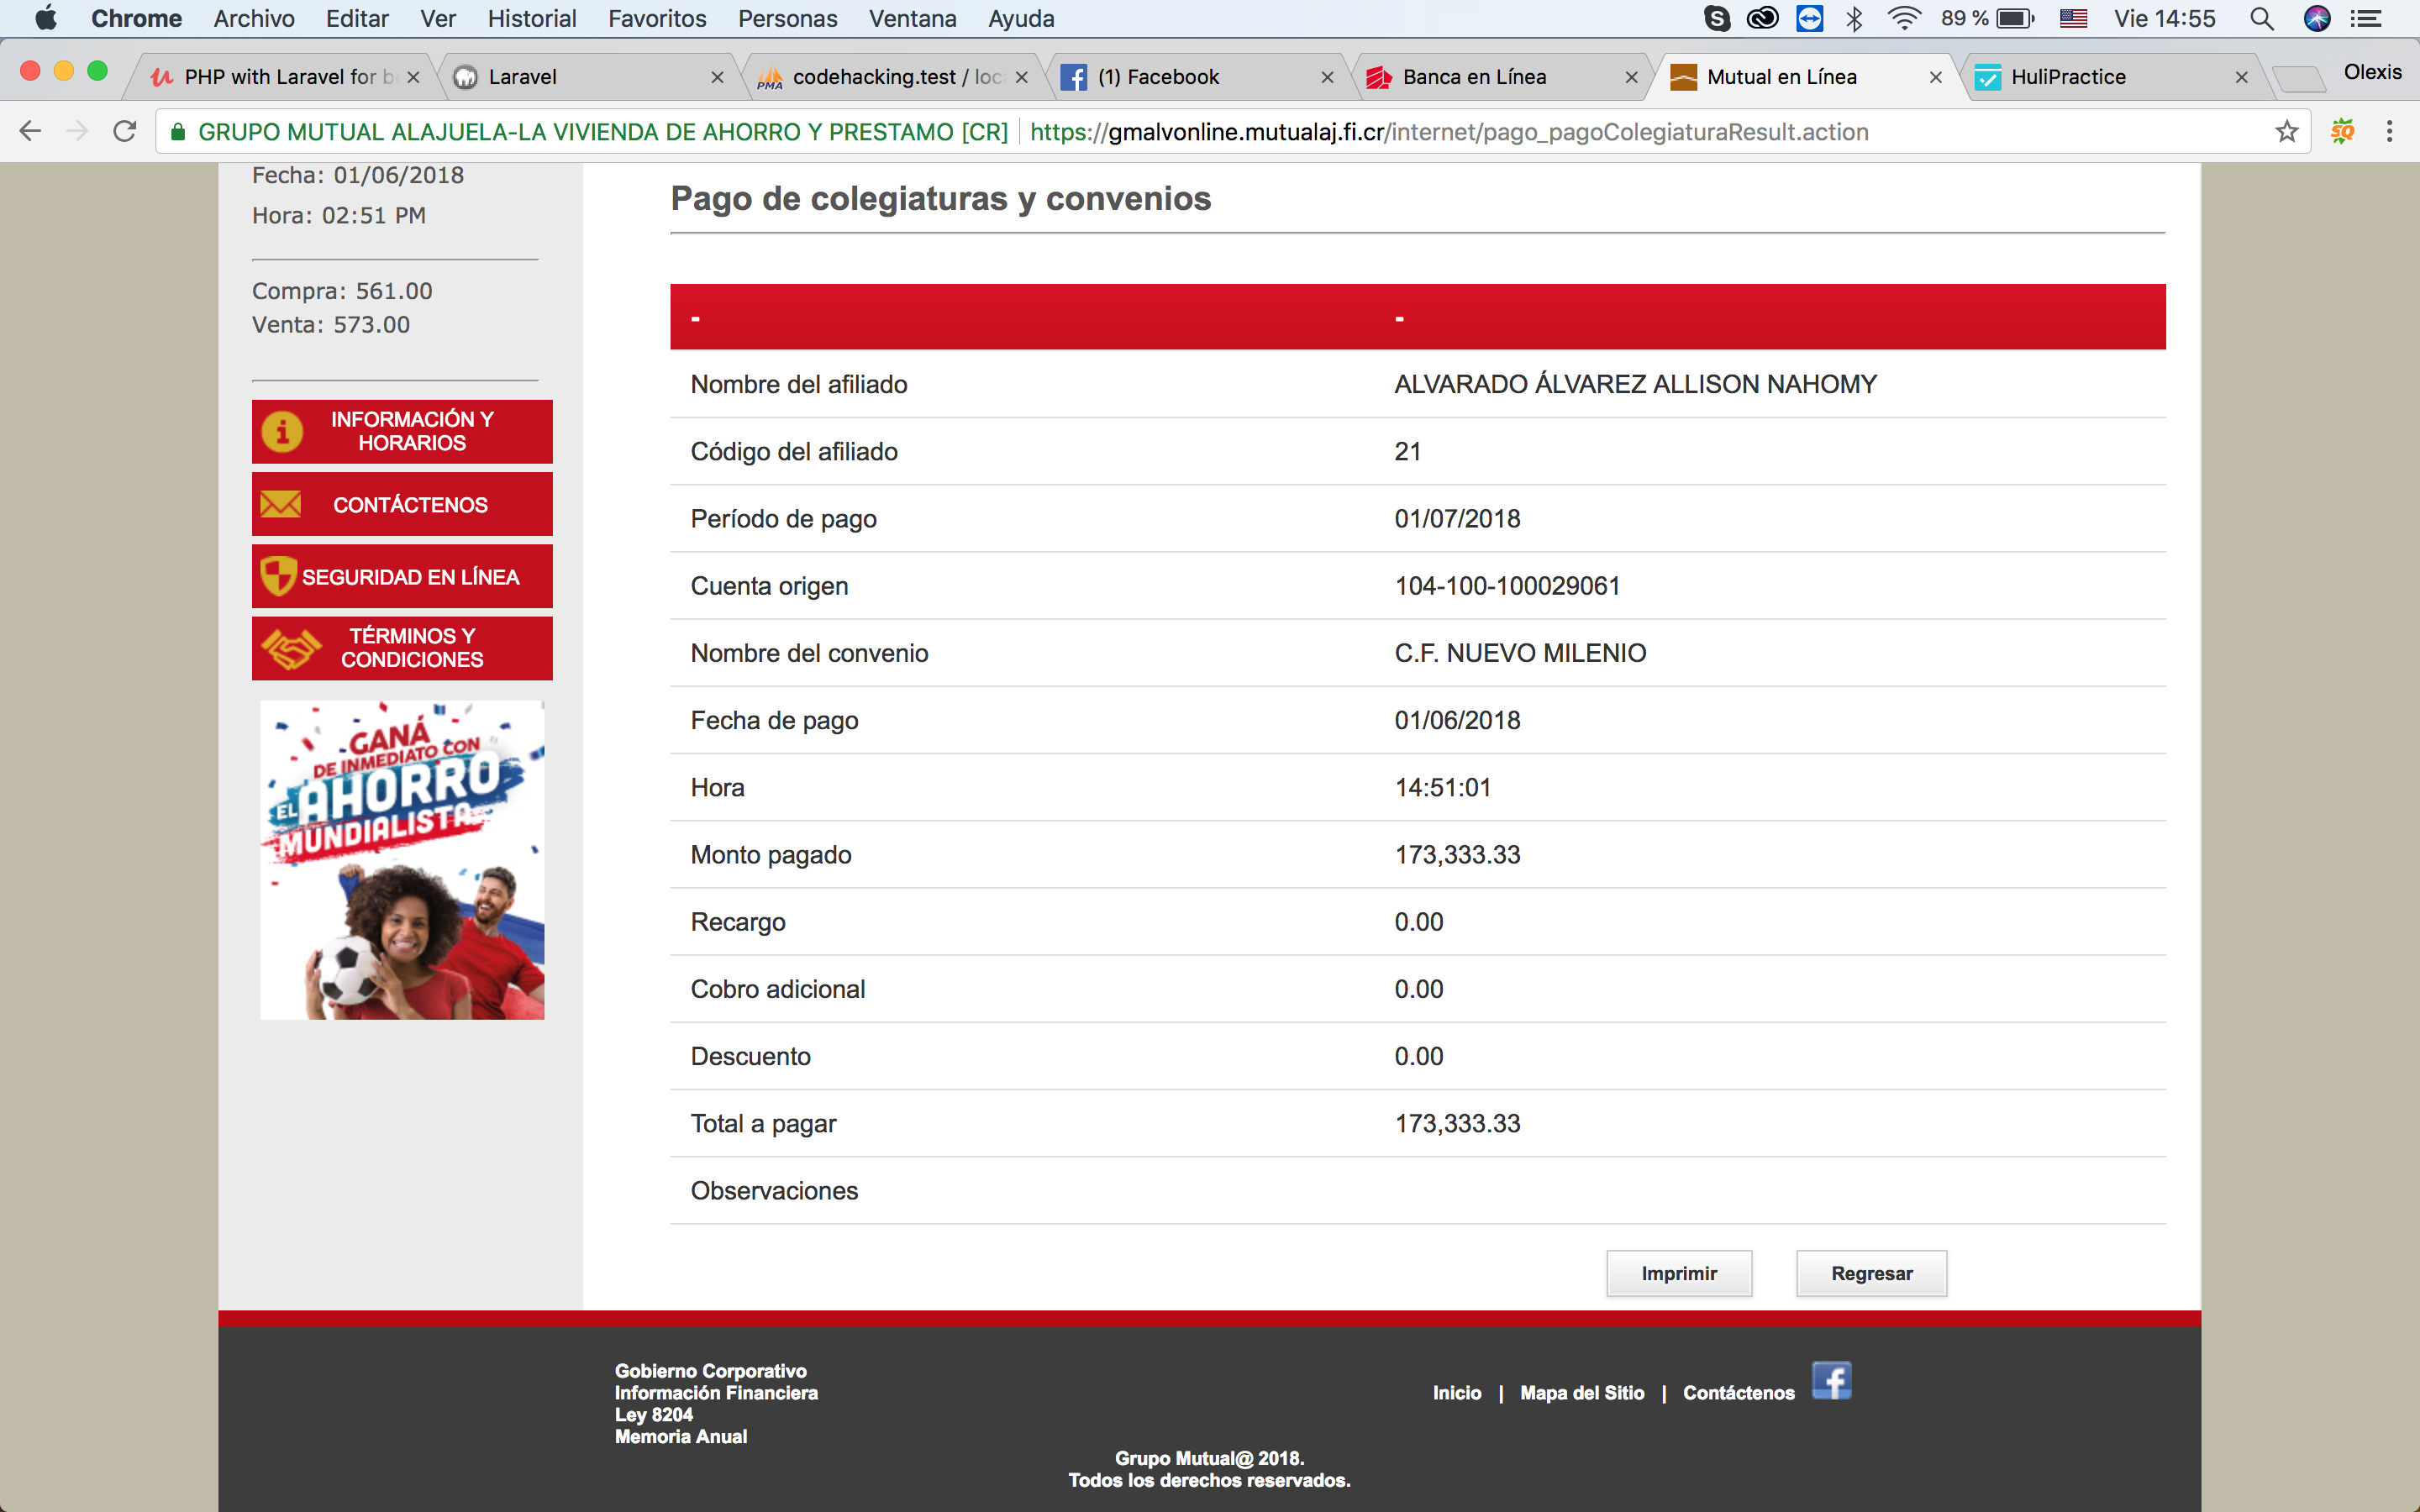 Chrome Archivo Editar Ver Historial Favoritos Personas Ventana Ayuda 89 % Vie 14:55
PHP with Laravel for be Laravel codehacking.test / loc (1) Facebook Banca en Línea Mutual en Línea HuliPractice Olexis
GRUPO MUTUAL ALAJUELA-LA VIVIENDA DE AHORRO Y PRESTAMO [CR] https://gmalvonline.mutualaj.fi.cr/internet/pago_pagoColegiaturaResult.action
Fecha: 01/06/2018
Hora: 02:51 PM
Compra: 561.00
Venta: 573.00
INFORMACIÓN Y
HORARIOS
CONTÁCTENOS
SEGURIDAD EN LÍNEA
TÉRMINOS Y
CONDICIONES
GANÁ
DE INMEDIATO CON
EL AHORRO
MUNDIALISTA
Pago de colegiaturas y convenios
- -
Nombre del afiliado ALVARADO ÁLVAREZ ALLISON NAHOMY
Código del afiliado 21
Período de pago 01/07/2018
Cuenta origen 104-100-100029061
Nombre del convenio C.F. NUEVO MILENIO
Fecha de pago 01/06/2018
Hora 14:51:01
Monto pagado 173,333.33
Recargo 0.00
Cobro adicional 0.00
Descuento 0.00
Total a pagar 173,333.33
Observaciones
Imprimir Regresar
Gobierno Corporativo
Información Financiera
Ley 8204
Memoria Anual
Inicio | Mapa del Sitio | Contáctenos
Grupo Mutual@ 2018.
Todos los derechos reservados.